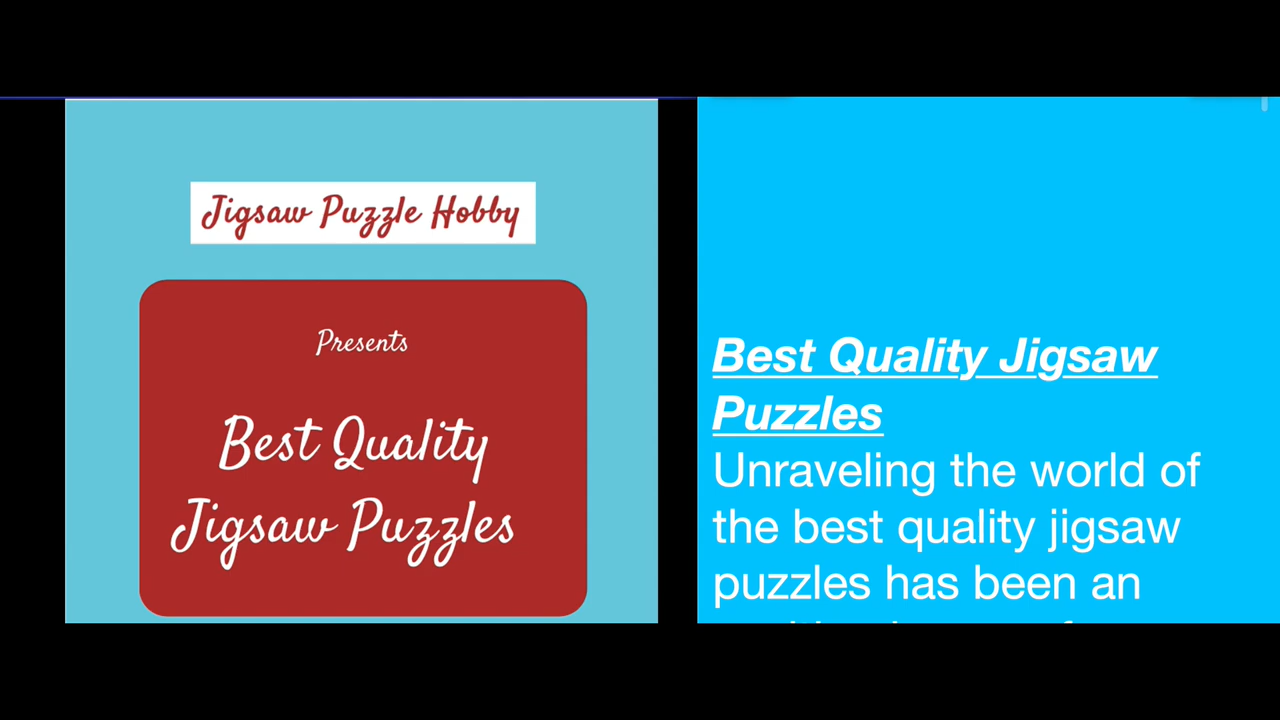 Jigsaw Puzzle Hobby
Presents
Best Quality
Jigsaw Puzzles
Best Quality Jigsaw
Puzzles
Unraveling the world of
the best quality jigsaw
puzzles has been an